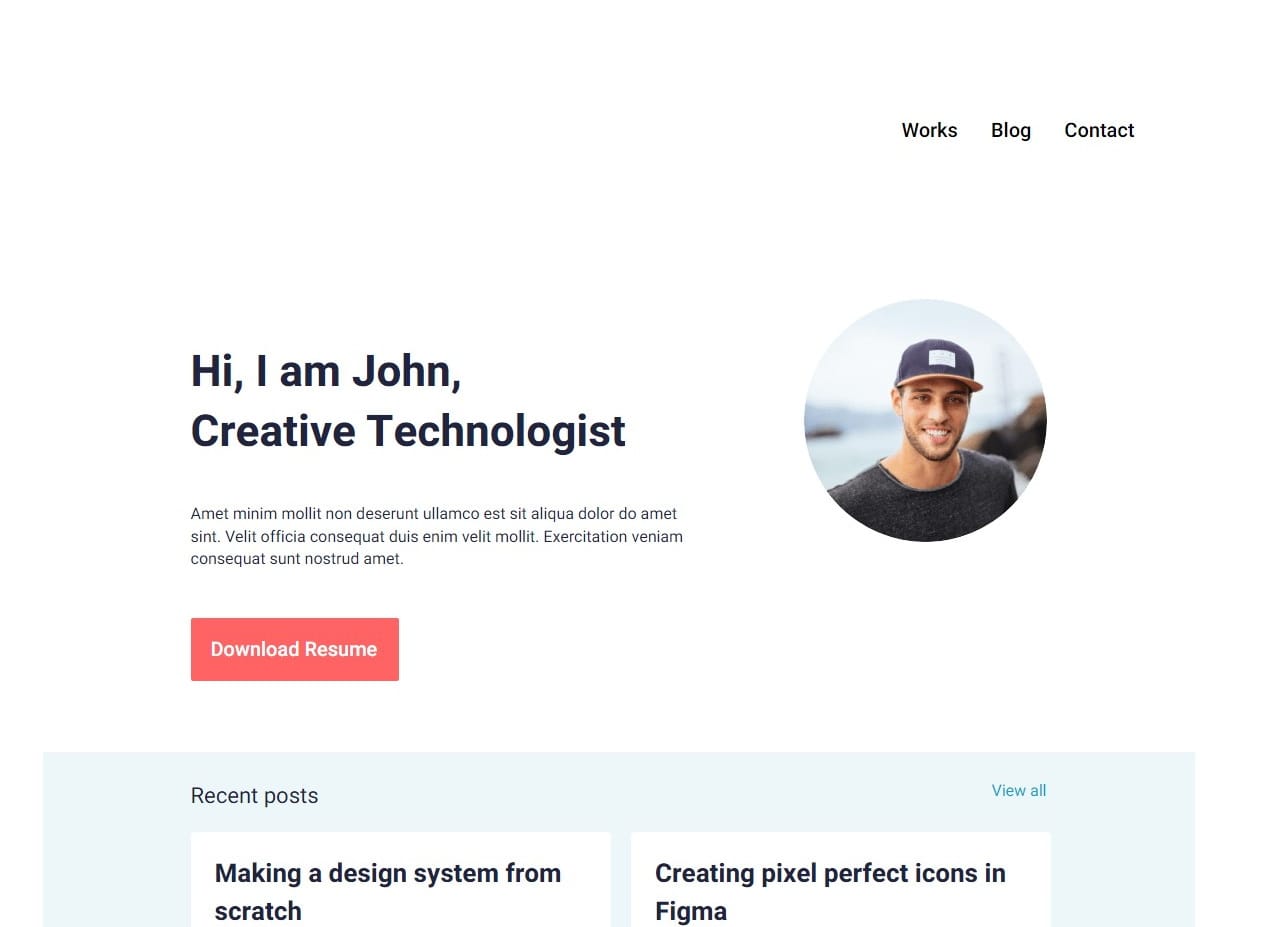 Works Blog Contact
Hi, I am John,
Creative Technologist
Amet minim mollit non deserunt ullamco est sit aliqua dolor do amet
sint. Velit officia consequat duis enim velit mollit. Exercitation veniam
consequat sunt nostrud amet.
Download Resume
Recent posts
View all
Making a design system from
scratch
Creating pixel perfect icons in
Figma